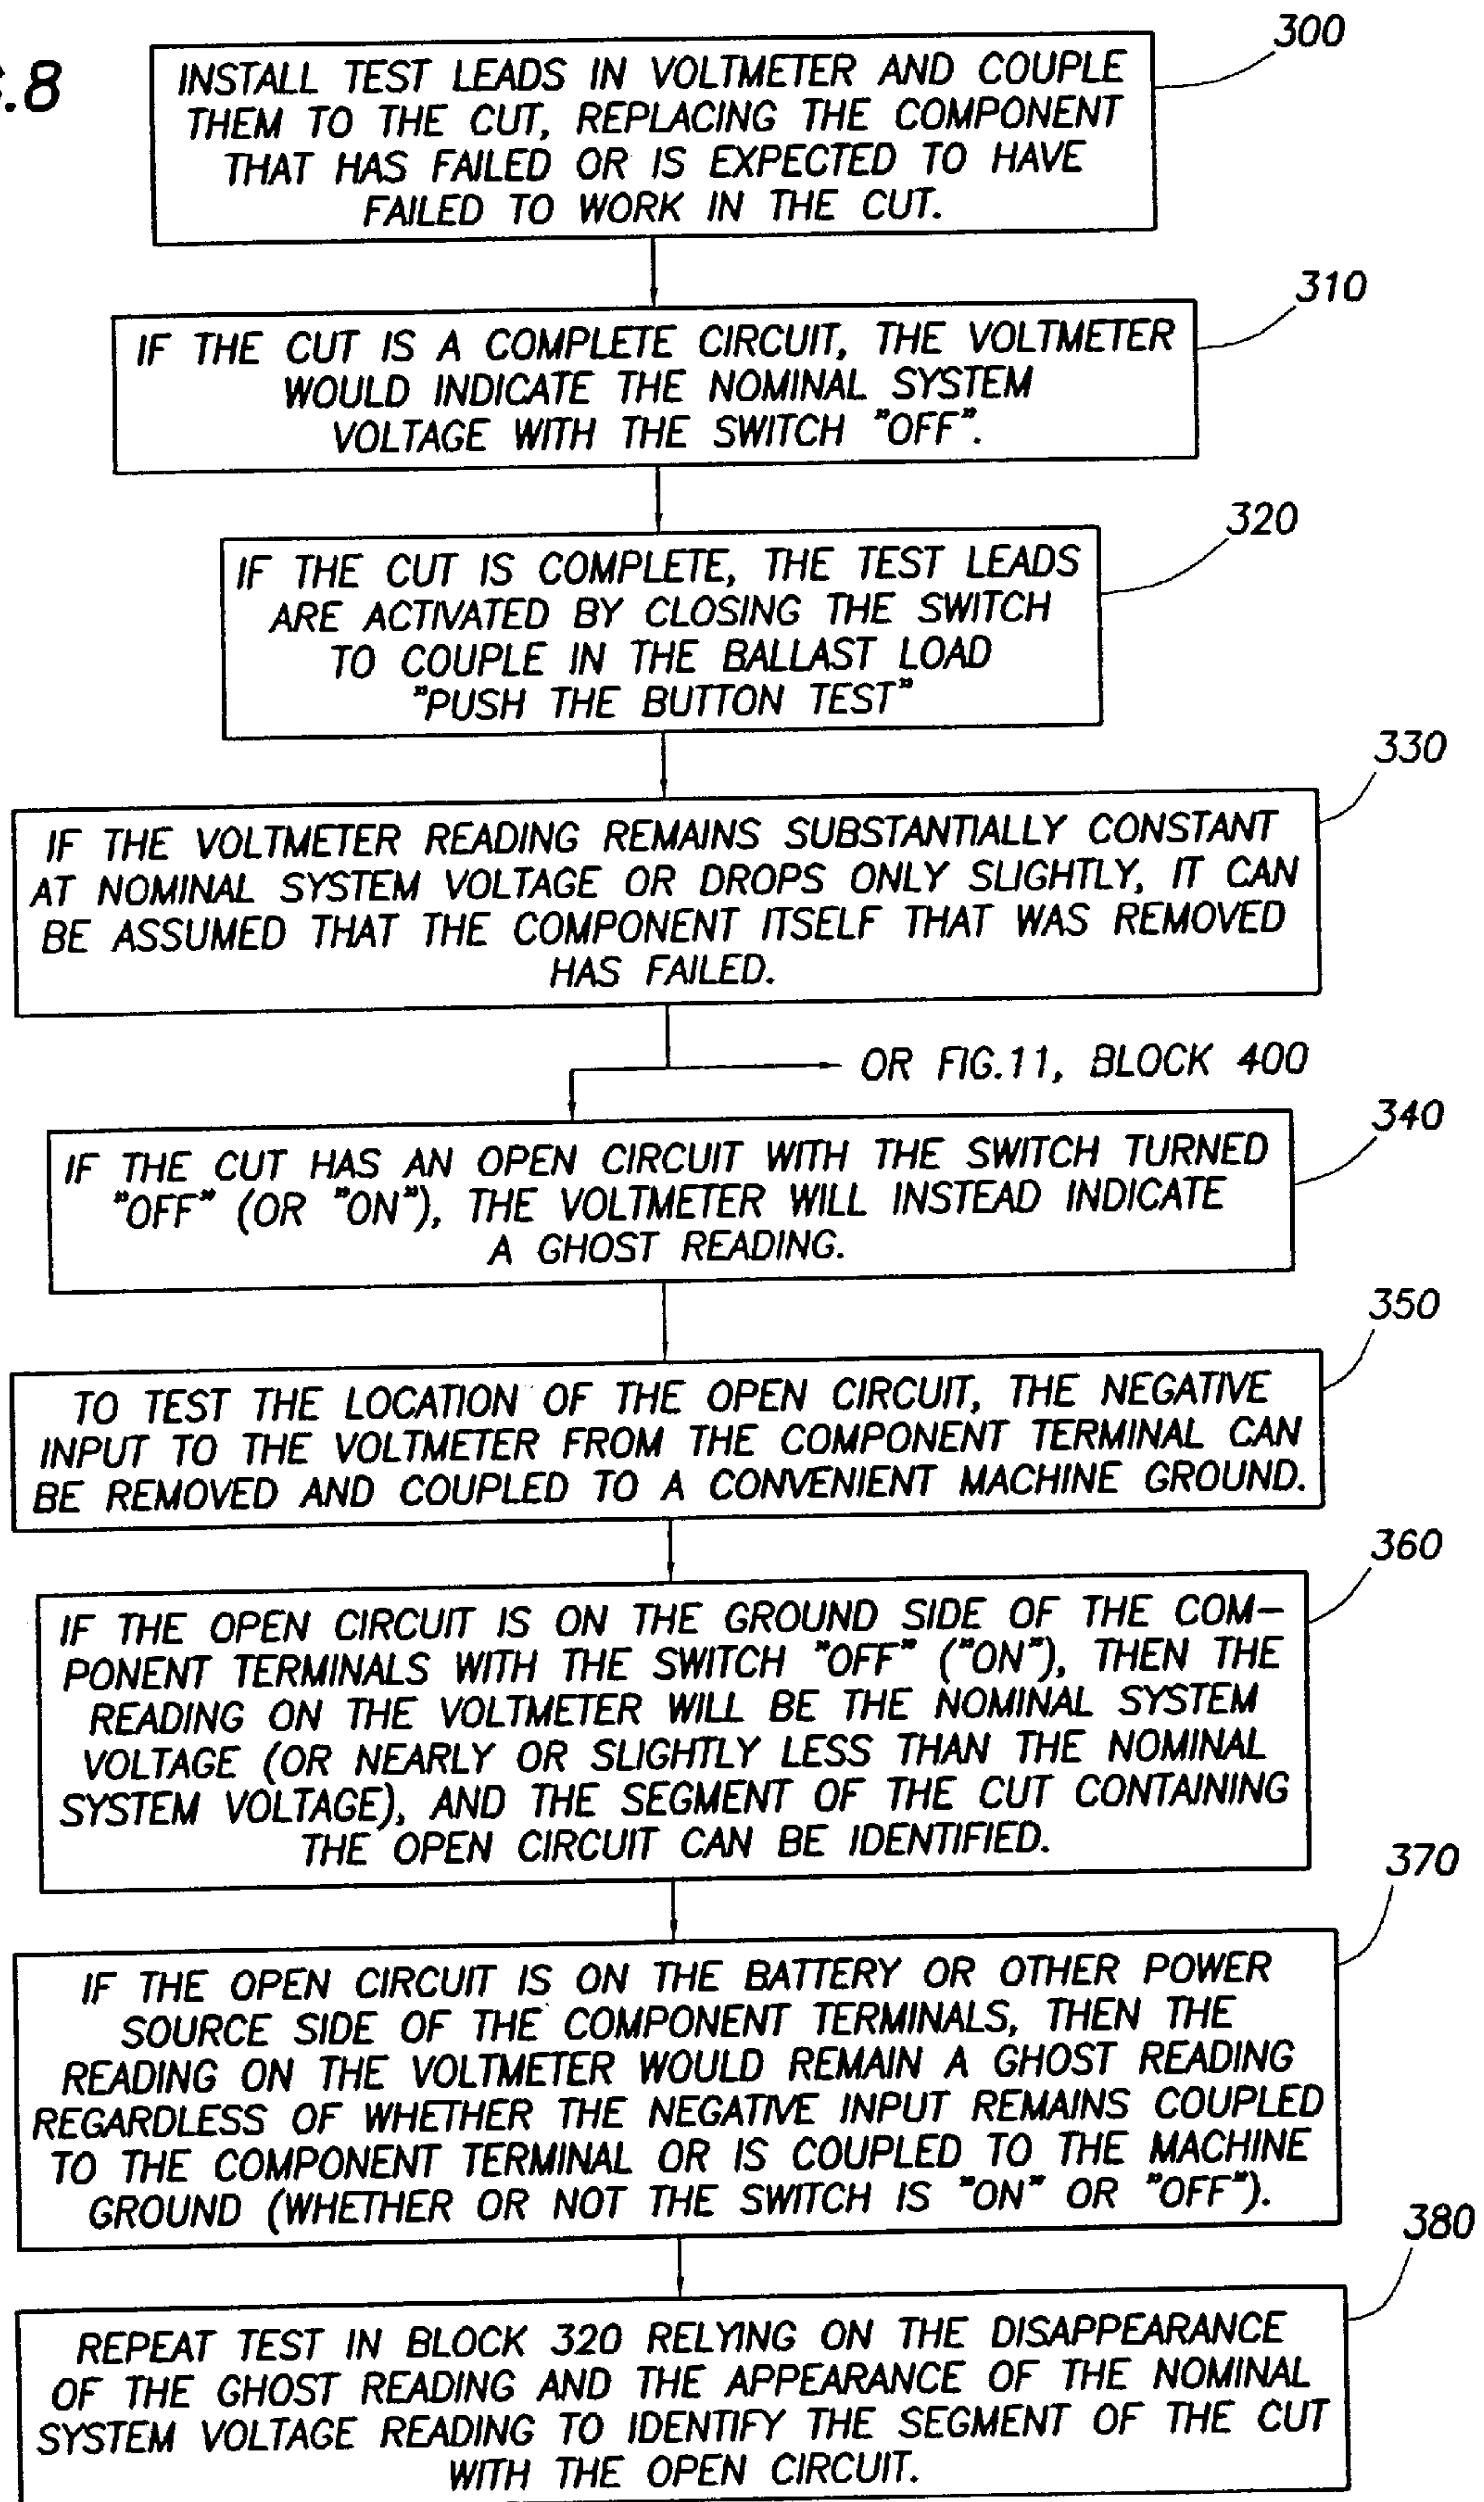 .8
300
INSTALL TEST LEADS IN VOLTMETER AND COUPLE
THEM TO THE CUT, REPLACING THE COMPONENT
THAT HAS FAILED OR IS EXPECTED TO HAVE
FAILED TO WORK IN THE CUT.
310
IF THE CUT IS A COMPLETE CIRCUIT, THE VOLTMETER
WOULD INDICATE THE NOMINAL SYSTEM
VOLTAGE WITH THE SWITCH "OFF".
320
IF THE CUT IS COMPLETE, THE TEST LEADS
ARE ACTIVATED BY CLOSING THE SWITCH
TO COUPLE IN THE BALLAST LOAD
"PUSH THE BUTTON TEST"
330
IF THE VOLTMETER READING REMAINS SUBSTANTIALLY CONSTANT
AT NOMINAL SYSTEM VOLTAGE OR DROPS ONLY SLIGHTLY, IT CAN
BE ASSUMED THAT THE COMPONENT ITSELF THAT WAS REMOVED
HAS FAILED.
OR FIG.11, BLOCK 400
340
IF THE CUT HAS AN OPEN CIRCUIT WITH THE SWITCH TURNED
"OFF" (OR "ON"), THE VOLTMETER WILL INSTEAD INDICATE
A GHOST READING.
350
TO TEST THE LOCATION OF THE OPEN CIRCUIT, THE NEGATIVE
INPUT TO THE VOLTMETER FROM THE COMPONENT TERMINAL CAN
BE REMOVED AND COUPLED TO A CONVENIENT MACHINE GROUND.
360
IF THE OPEN CIRCUIT IS ON THE GROUND SIDE OF THE COM-
PONENT TERMINALS WITH THE SWITCH "OFF" ("ON"), THEN THE
READING ON THE VOLTMETER WILL BE THE NOMINAL SYSTEM
VOLTAGE (OR NEARLY OR SLIGHTLY LESS THAN THE NOMINAL
SYSTEM VOLTAGE), AND THE SEGMENT OF THE CUT CONTAINING
THE OPEN CIRCUIT CAN BE IDENTIFIED.
370
IF THE OPEN CIRCUIT IS ON THE BATTERY OR OTHER POWER
SOURCE SIDE OF THE COMPONENT TERMINALS, THEN THE
READING ON THE VOLTMETER WOULD REMAIN A GHOST READING
REGARDLESS OF WHETHER THE NEGATIVE INPUT REMAINS COUPLED
TO THE COMPONENT TERMINAL OR IS COUPLED TO THE MACHINE
GROUND (WHETHER OR NOT THE SWITCH IS "ON" OR "OFF").
380
REPEAT TEST IN BLOCK 320 RELYING ON THE DISAPPEARANCE
OF THE GHOST READING AND THE APPEARANCE OF THE NOMINAL
SYSTEM VOLTAGE READING TO IDENTIFY THE SEGMENT OF THE CUT
WITH THE OPEN CIRCUIT.